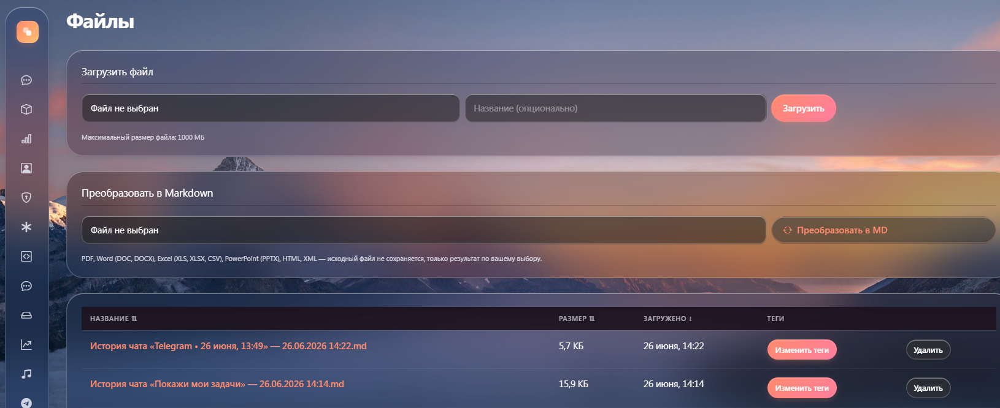 Файлы
Загрузить файл
Файл не выбран
Название (опционально)
Загрузить
Максимальный размер файла: 1000 МБ
Преобразовать в Markdown
Файл не выбран
Преобразовать в MD
PDF, Word (DOC, DOCX), Excel (XLS, XLSX, CSV), PowerPoint (PPTX), HTML, XML — исходный файл не сохраняется, только результат по вашему выбору.
НАЗВАНИЕ ⇅ РАЗМЕР ⇅ ЗАГРУЖЕНО ↓ ТЕГИ
История чата «Telegram • 26 июня, 13:49» — 26.06.2026 14:22.md 5,7 КБ 26 июня, 14:22 Изменить теги Удалить
История чата «Покажи мои задачи» — 26.06.2026 14:14.md 15,9 КБ 26 июня, 14:14 Изменить теги Удалить